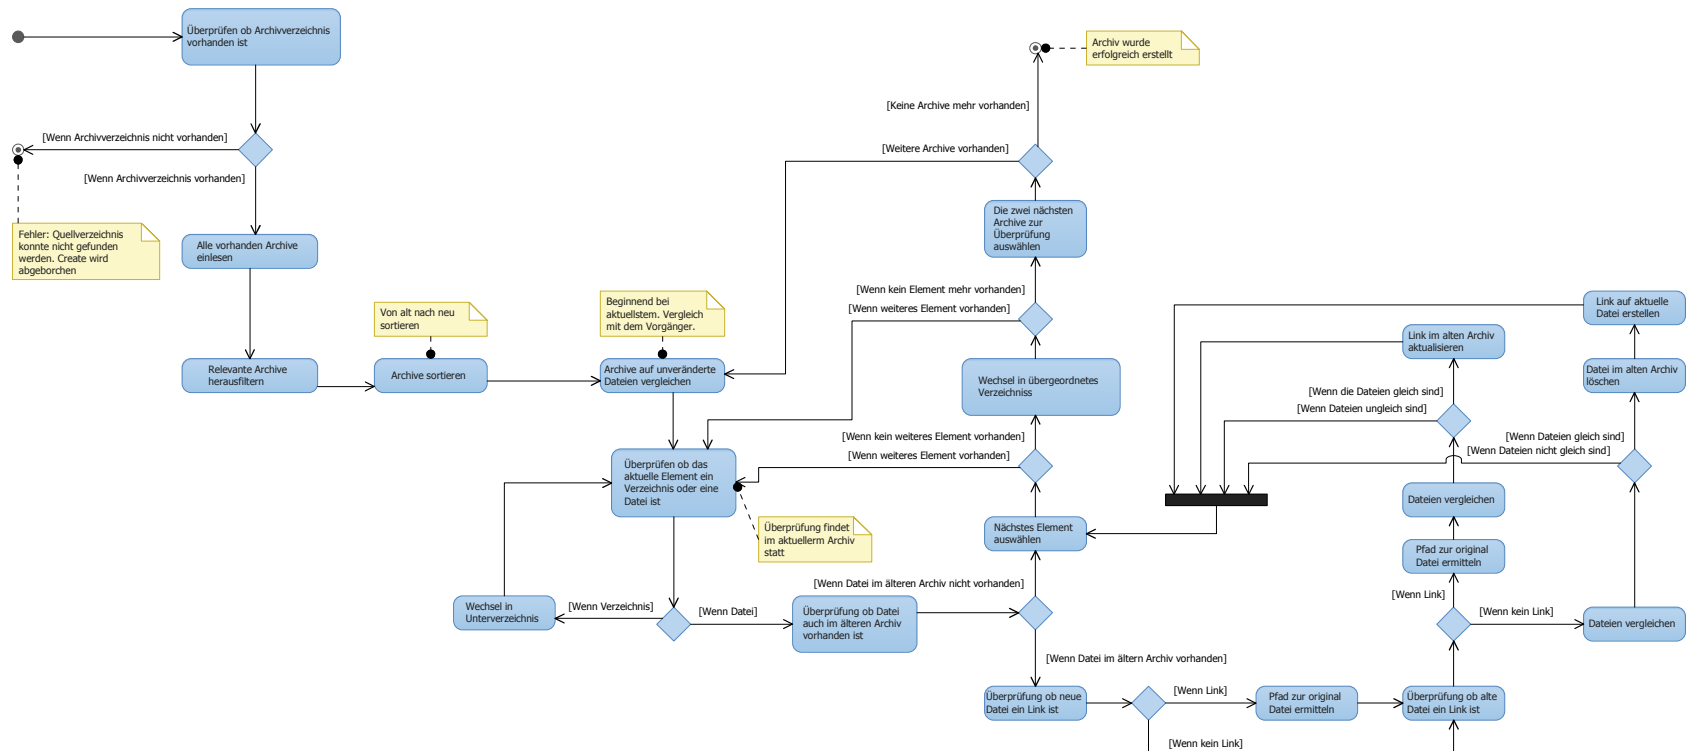 Überprüfen ob Archivverzeichnis
vorhanden ist
[Wenn Archivverzeichnis nicht vorhanden]
[Wenn Archivverzeichnis vorhanden]
Fehler: Quellverzeichnis
konnte nicht gefunden
werden. Create wird
abgeborchen
Alle vorhanden Archive
einlesen
Relevante Archive
herausfiltern
Von alt nach neu
sortieren
Archive sortieren
Beginnend bei
aktuellstem. Vergleich
mit dem Vorgänger.
Archive auf unveränderte
Dateien vergleichen
Überprüfen ob das
aktuelle Element ein
Verzeichnis oder eine
Datei ist
Überprüfung findet
im aktuellerm Archiv
statt
Wechsel in
Unterverzeichnis
[Wenn Verzeichnis]
[Wenn Datei]
Überprüfung ob Datei
auch im älteren Archiv
vorhanden ist
Archiv wurde
erfolgreich erstellt
[Keine Archive mehr vorhanden]
[Weitere Archive vorhanden]
Die zwei nächsten
Archive zur
Überprüfung
auswählen
[Wenn kein Element mehr vorhanden]
[Wenn weiteres Element vorhanden]
Wechsel in übergeordnetes
Verzeichniss
[Wenn kein weiteres Element vorhanden]
[Wenn weiteres Element vorhanden]
Nächstes Element
auswählen
[Wenn Datei im älteren Archiv nicht vorhanden]
[Wenn Datei im ältern Archiv vorhanden]
Überprüfung ob neue
Datei ein Link ist
[Wenn Link]
[Wenn kein Link]
Pfad zur original
Datei ermitteln
Überprüfung ob alte
Datei ein Link ist
[Wenn Link]
[Wenn kein Link]
Pfad zur original
Datei ermitteln
Dateien vergleichen
[Wenn die Dateien gleich sind]
[Wenn Dateien ungleich sind]
Link im alten Archiv
aktualisieren
Dateien vergleichen
[Wenn Dateien gleich sind]
[Wenn Dateien nicht gleich sind]
Datei im alten Archiv
löschen
Link auf aktuelle
Datei erstellen